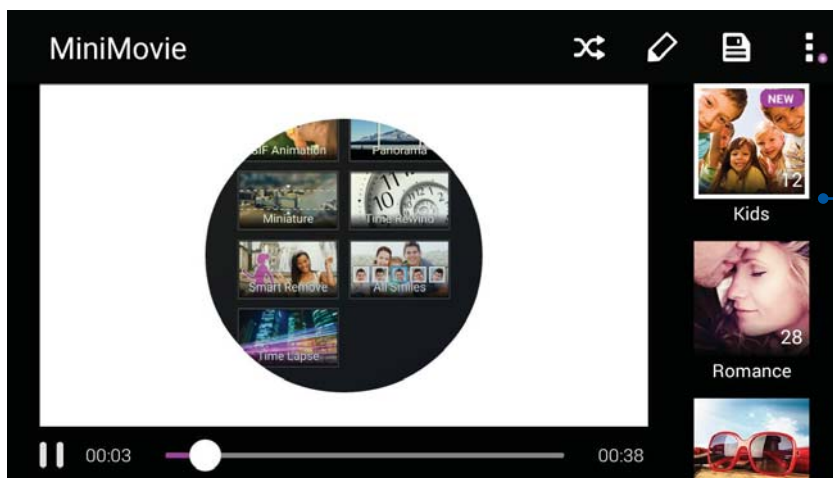 MiniMovie
GIF Animation
Panorama
Miniature
Time Rewind
Smart Remove
All Smiles
Time Lapse
00:03
00:38
NEW
12
Kids
28
Romance